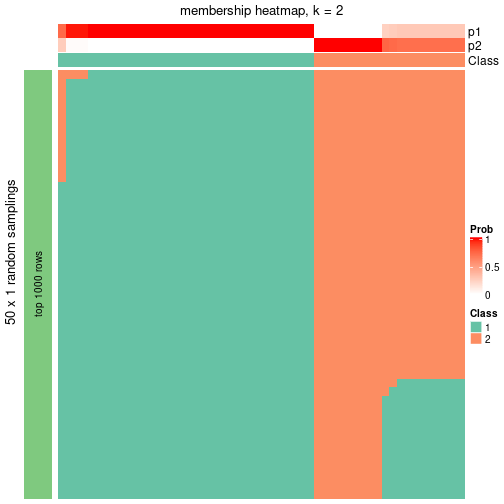 membership heatmap, k = 2
p1
p2
Class
50 x 1 random samplings
top 1000 rows
Prob
1
0.5
0
Class
1
2